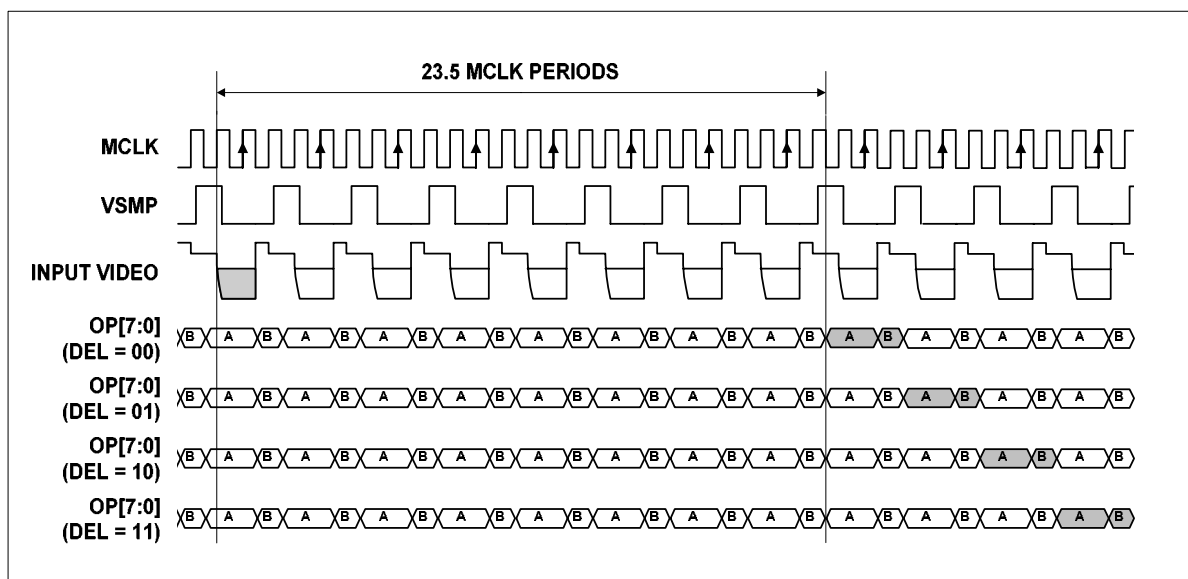 23.5 MCLK PERIODS
MCLK
VSMP
INPUT VIDEO
OP[7:0]
(DEL = 00)
B A B A B A B A B A B A B A B A B A B A B A B A B
OP[7:0]
(DEL = 01)
B A B A B A B A B A B A B A B A B A B A B A B A B
OP[7:0]
(DEL = 10)
B A B A B A B A B A B A B A B A B A B A B A B A B
OP[7:0]
(DEL = 11)
B A B A B A B A B A B A B A B A B A B A B A B A B